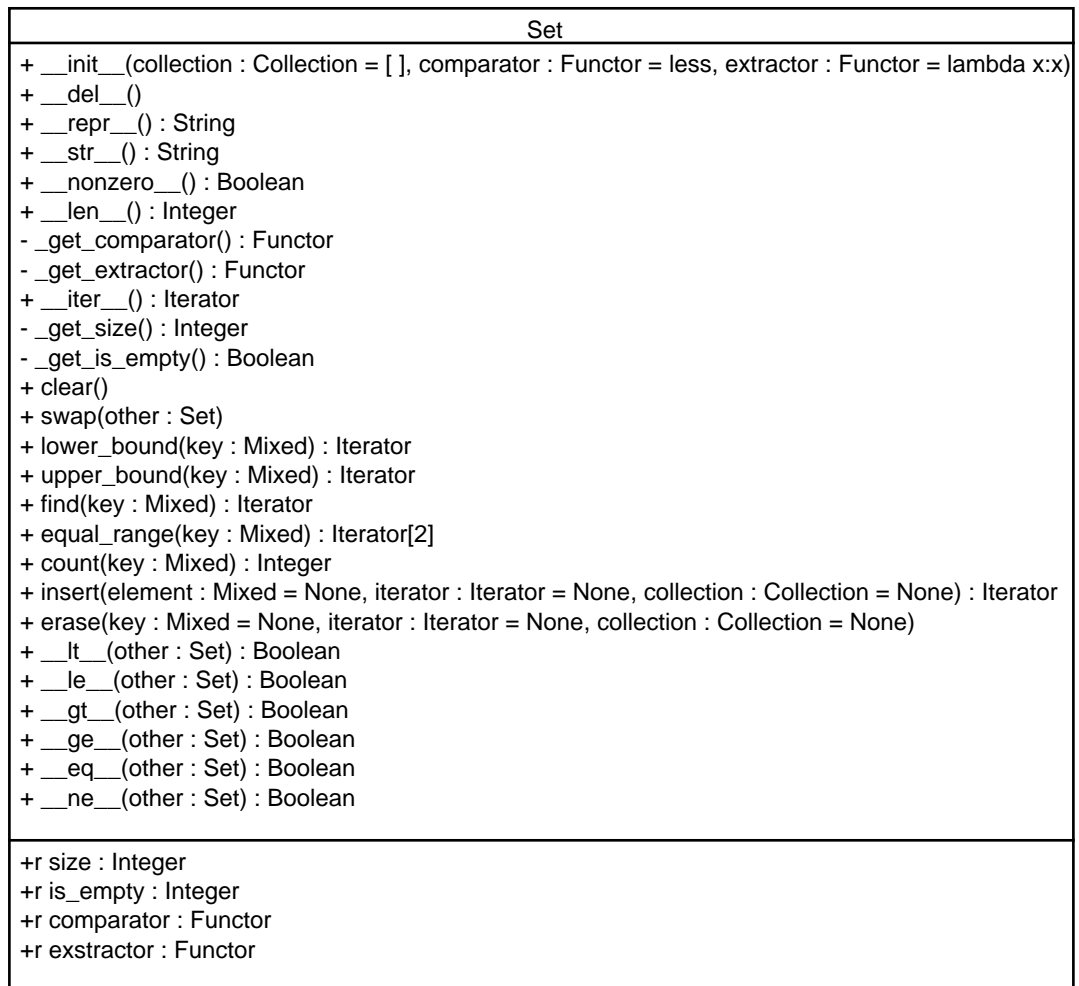 Set
+ __init__(collection : Collection = [ ], comparator : Functor = less, extractor : Functor = lambda x:x)
+ __del__()
+ __repr__() : String
+ __str__() : String
+ __nonzero__() : Boolean
+ __len__() : Integer
- _get_comparator() : Functor
- _get_extractor() : Functor
+ __iter__() : Iterator
- _get_size() : Integer
- _get_is_empty() : Boolean
+ clear()
+ swap(other : Set)
+ lower_bound(key : Mixed) : Iterator
+ upper_bound(key : Mixed) : Iterator
+ find(key : Mixed) : Iterator
+ equal_range(key : Mixed) : Iterator[2]
+ count(key : Mixed) : Integer
+ insert(element : Mixed = None, iterator : Iterator = None, collection : Collection = None) : Iterator
+ erase(key : Mixed = None, iterator : Iterator = None, collection : Collection = None)
+ __lt__(other : Set) : Boolean
+ __le__(other : Set) : Boolean
+ __gt__(other : Set) : Boolean
+ __ge__(other : Set) : Boolean
+ __eq__(other : Set) : Boolean
+ __ne__(other : Set) : Boolean
+r size : Integer
+r is_empty : Integer
+r comparator : Functor
+r exstractor : Functor